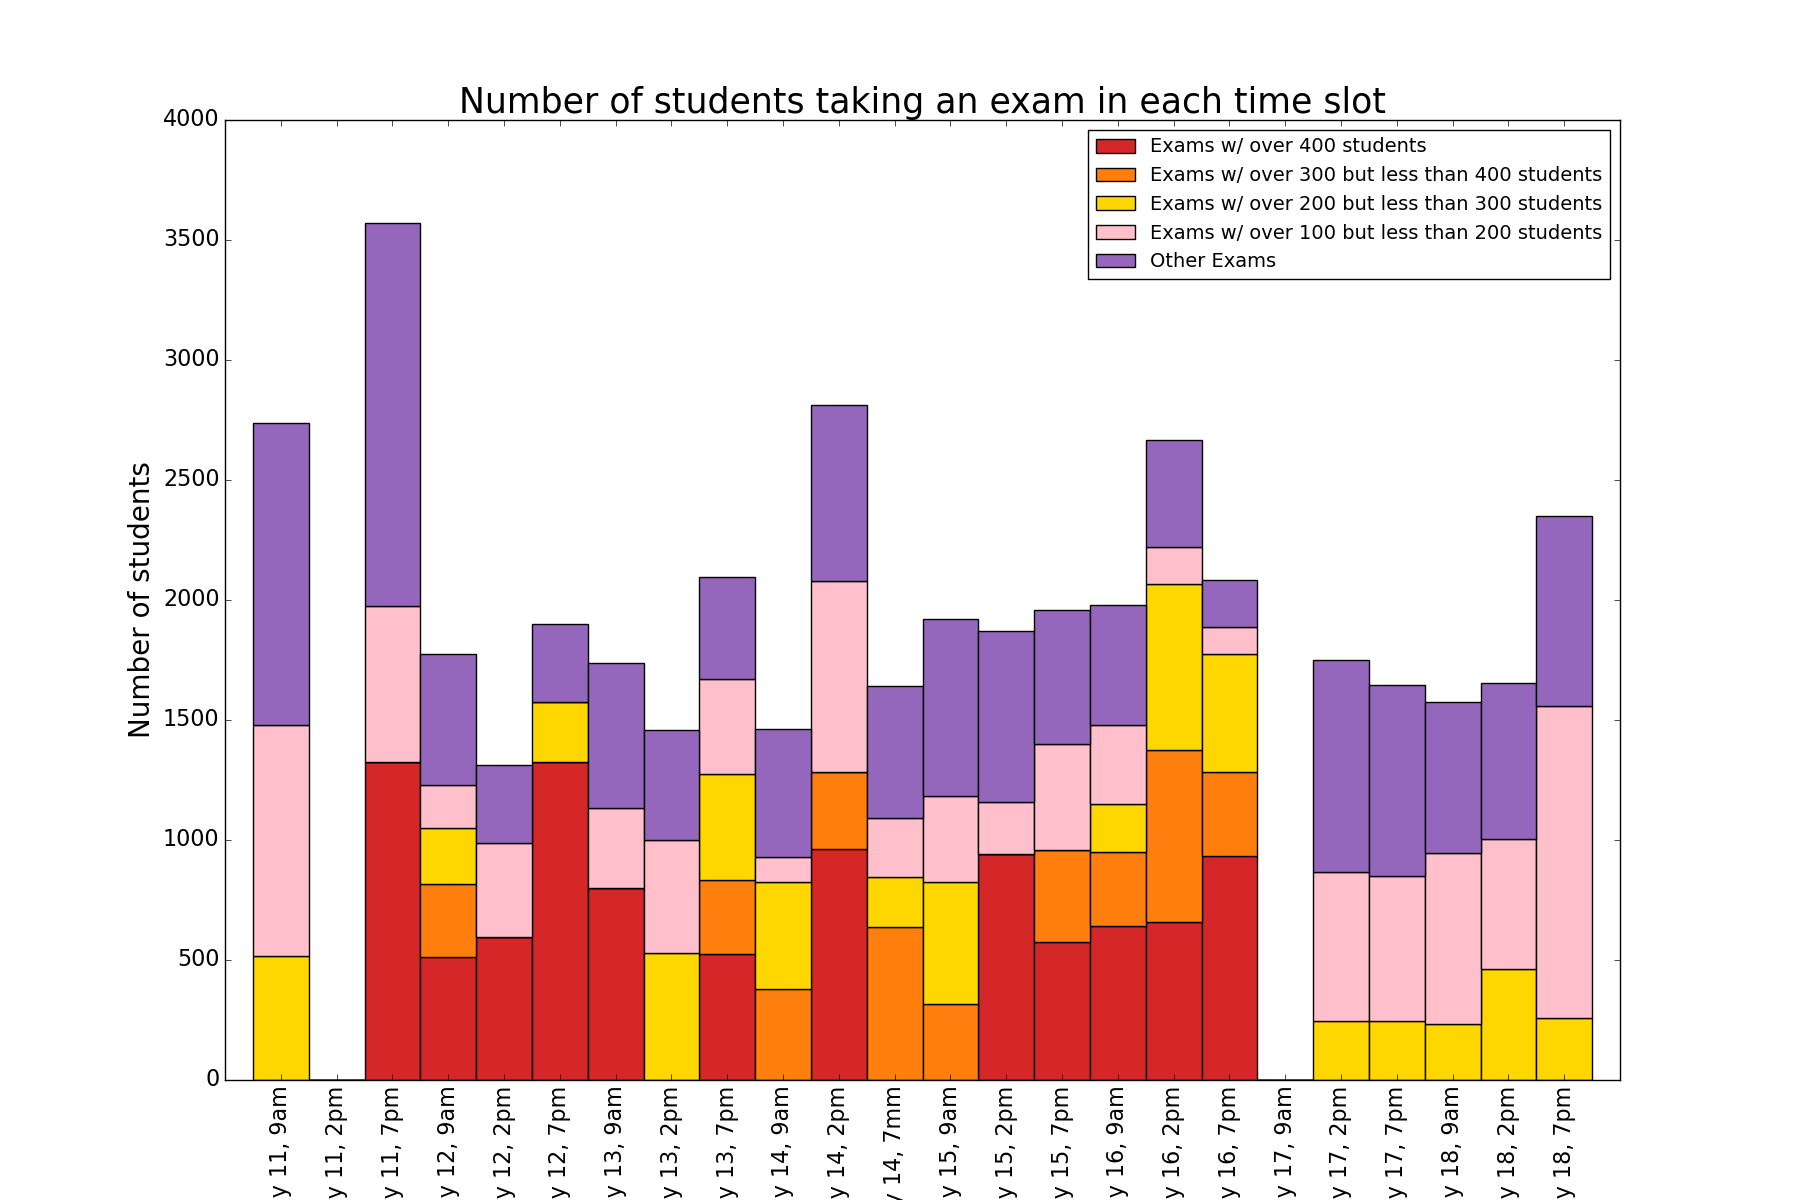 Number of students taking an exam in each time slot
Exams w/ over 400 students
Exams w/ over 300 but less than 400 students
Exams w/ over 200 but less than 300 students
Exams w/ over 100 but less than 200 students
Other Exams
Number of students
4000
3500
3000
2500
2000
1500
1000
500
0
y 11, 9am
y 11, 2pm
y 11, 7pm
y 12, 9am
y 12, 2pm
y 12, 7pm
y 13, 9am
y 13, 2pm
y 13, 7pm
y 14, 9am
y 14, 2pm
y 14, 7mm
y 15, 9am
y 15, 2pm
y 15, 7pm
y 16, 9am
y 16, 2pm
y 16, 7pm
y 17, 9am
y 17, 2pm
y 17, 7pm
y 18, 9am
y 18, 2pm
y 18, 7pm